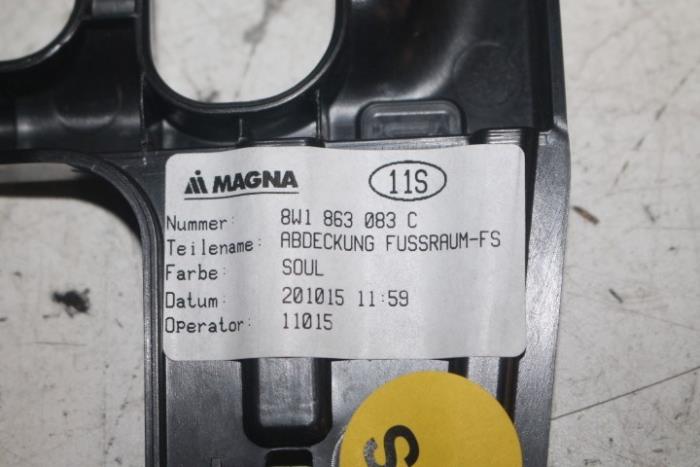 MAGNA 11S
Nummer: 8W1 863 083 C
Teilename: ABDECKUNG FUSSRAUM-FS
Farbe: SOUL
Datum: 201015 11:59
Operator: 11015
S